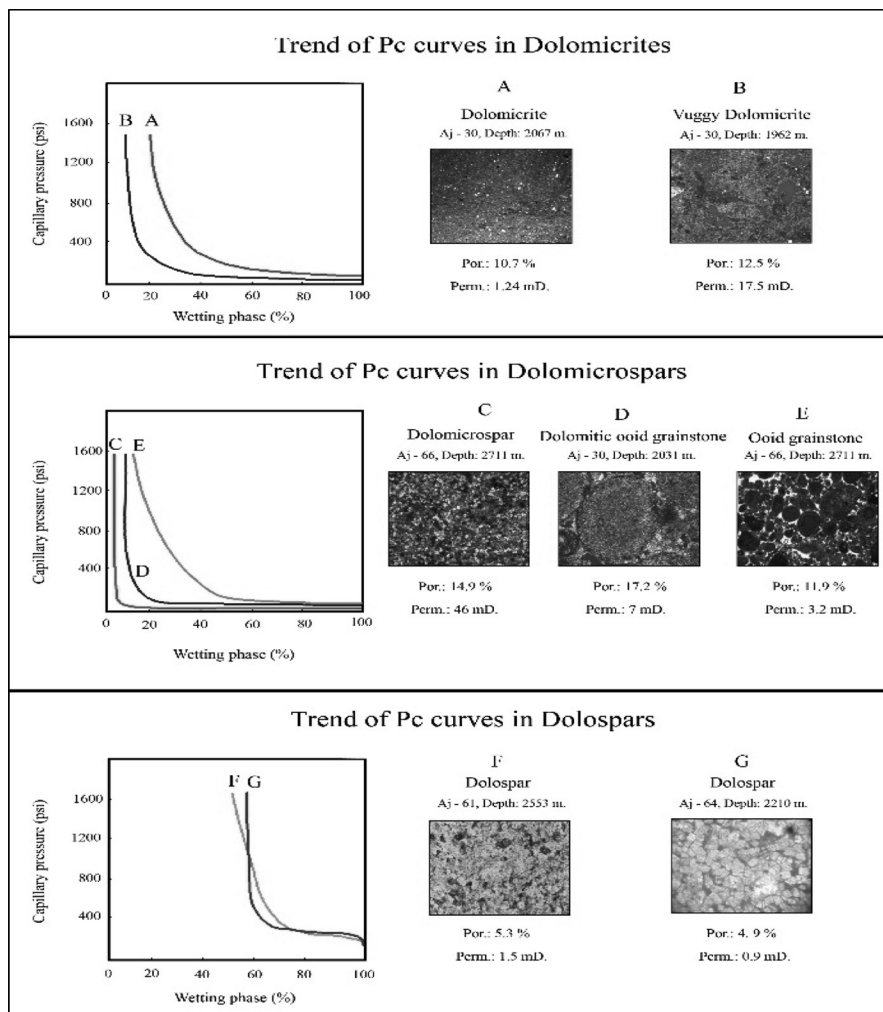 Trend of Pc curves in Dolomicrites
A
B
Dolomicrite
Vuggy Dolomicrite
Aj - 30, Depth: 2067 m.
Aj - 30, Depth: 1962 m.
B A
1600
1200
800
400
0
20
40
60
80
100
Capillary pressure (psi)
Wetting phase (%)
Por.: 10.7 %
Por.: 12.5 %
Perm.: 1.24 mD.
Perm.: 17.5 mD.
Trend of Pc curves in Dolomicrospars
C
D
E
Dolomicrospar
Dolomitic ooid grainstone
Ooid grainstone
Aj - 66, Depth: 2711 m.
Aj - 30, Depth: 2031 m.
Aj - 66, Depth: 2711 m.
C E
D
1600
1200
800
400
0
20
40
60
80
100
Capillary pressure (psi)
Wetting phase (%)
Por.: 14,9 %
Por.: 17,2 %
Por.: 11,9 %
Perm.: 46 mD.
Perm.: 7 mD.
Perm.: 3.2 mD.
Trend of Pc curves in Dolospars
F
G
Dolospar
Dolospar
Aj - 61, Depth: 2553 m.
Aj - 64, Depth: 2210 m.
F G
1600
1200
800
400
0
20
40
60
80
100
Capillary pressure (psi)
Wetting phase (%)
Por.: 5.3 %
Por.: 4, 9 %
Perm.: 1.5 mD.
Perm.: 0.9 mD.